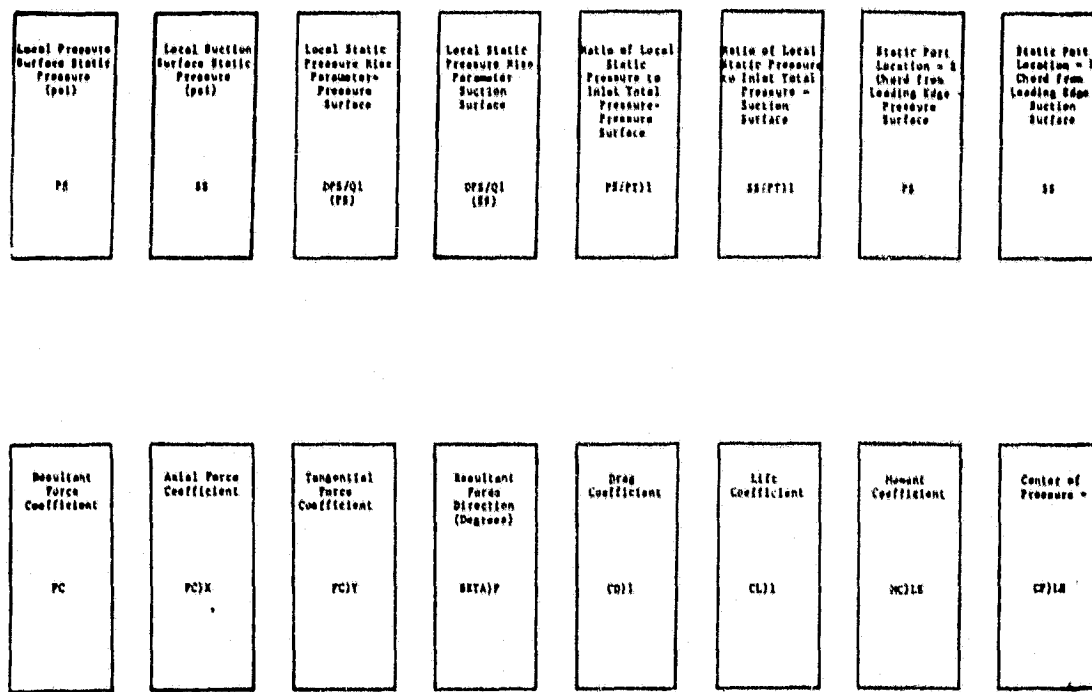 Local Pressure
Surface Static
Pressure
(psi)
PS
Local Suction
Surface Static
Pressure
(psi)
SS
Local Static
Pressure Rise
Parameter-
Pressure
Surface
DPS/Q1
(PS)
Local Static
Pressure Rise
Parameter
Suction
Surface
DPS/Q1
(SS)
Ratio of Local
Static
Pressure to
Inlet Total
Pressure-
Pressure
Surface
PS/PT)1
Ratio of Local
Static Pressure
to Inlet Total
Pressure -
Suction
Surface
SS/PT)1
Static Port
Location - %
Chord from
Leading Edge
Pressure
Surface
PS
Static Port
Location - %
Chord from
Leading Edge
Suction
Surface
SS
Resultant
Force
Coefficient
FC
Axial Force
Coefficient
FC)X
Tangential
Force
Coefficient
FC)Y
Resultant
Force
Direction
(Degrees)
BETA)F
Drag
Coefficient
CD)1
Lift
Coefficient
CL)1
Moment
Coefficient
MC)LE
Center of
Pressure -
CP)LE